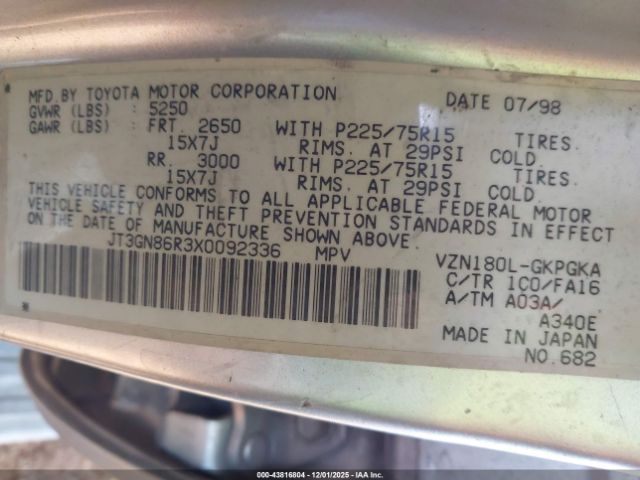 MFD BY TOYOTA MOTOR CORPORATION DATE 07/98
GVWR (LBS) : 5250
GAWR (LBS) : FRT. 2650 WITH P225/75R15 TIRES.
15X7J RIMS. AT 29PSI COLD.
RR. 3000 WITH P225/75R15 TIRES.
15X7J RIMS. AT 29PSI COLD.
THIS VEHICLE CONFORMS TO ALL APPLICABLE FEDERAL MOTOR
VEHICLE SAFETY AND THEFT PREVENTION STANDARDS IN EFFECT
ON THE DATE OF MANUFACTURE SHOWN ABOVE.
JT3GN86R3X0092336 MPV VZN180L-GKPGKA
C/TR 1C0/FA16
A/TM A03A/
A340E
MADE IN JAPAN
NO.682
000-43816804 - 12/01/2025 - IAA Inc.